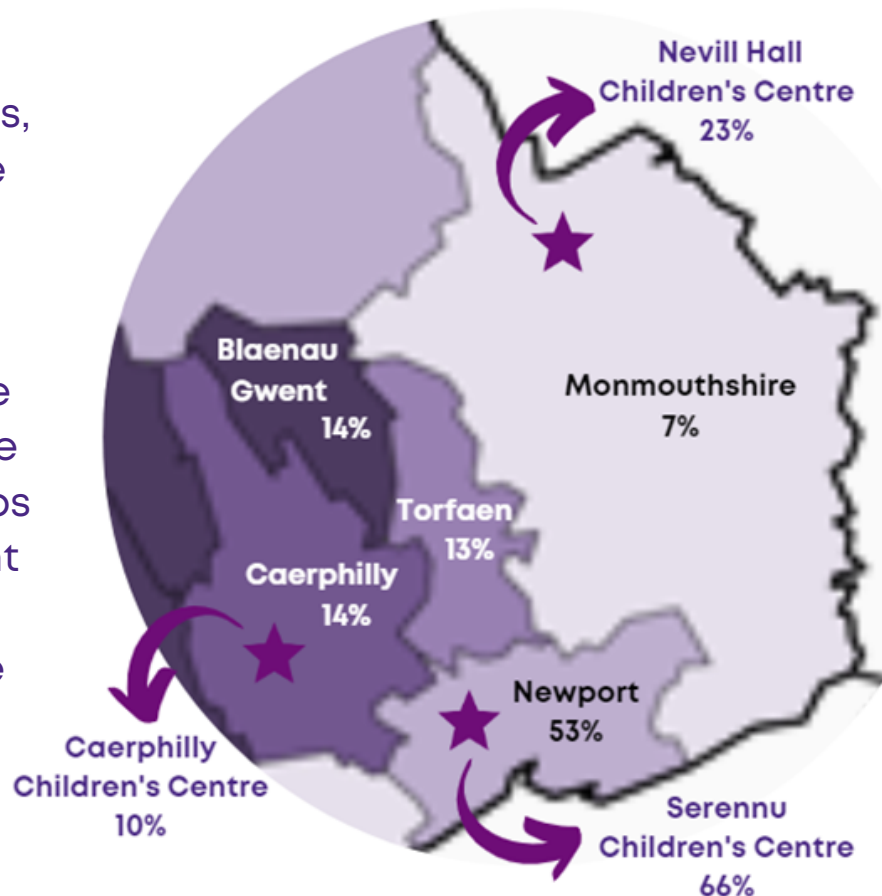 Nevill Hall
Children's Centre
23%
s,
Blaenau
Gwent
14%
Monmouthshire
7%
Torfaen
13%
Caerphilly
14%
Newport
53%
Caerphilly
Children's Centre
10%
Serennu
Children's Centre
66%